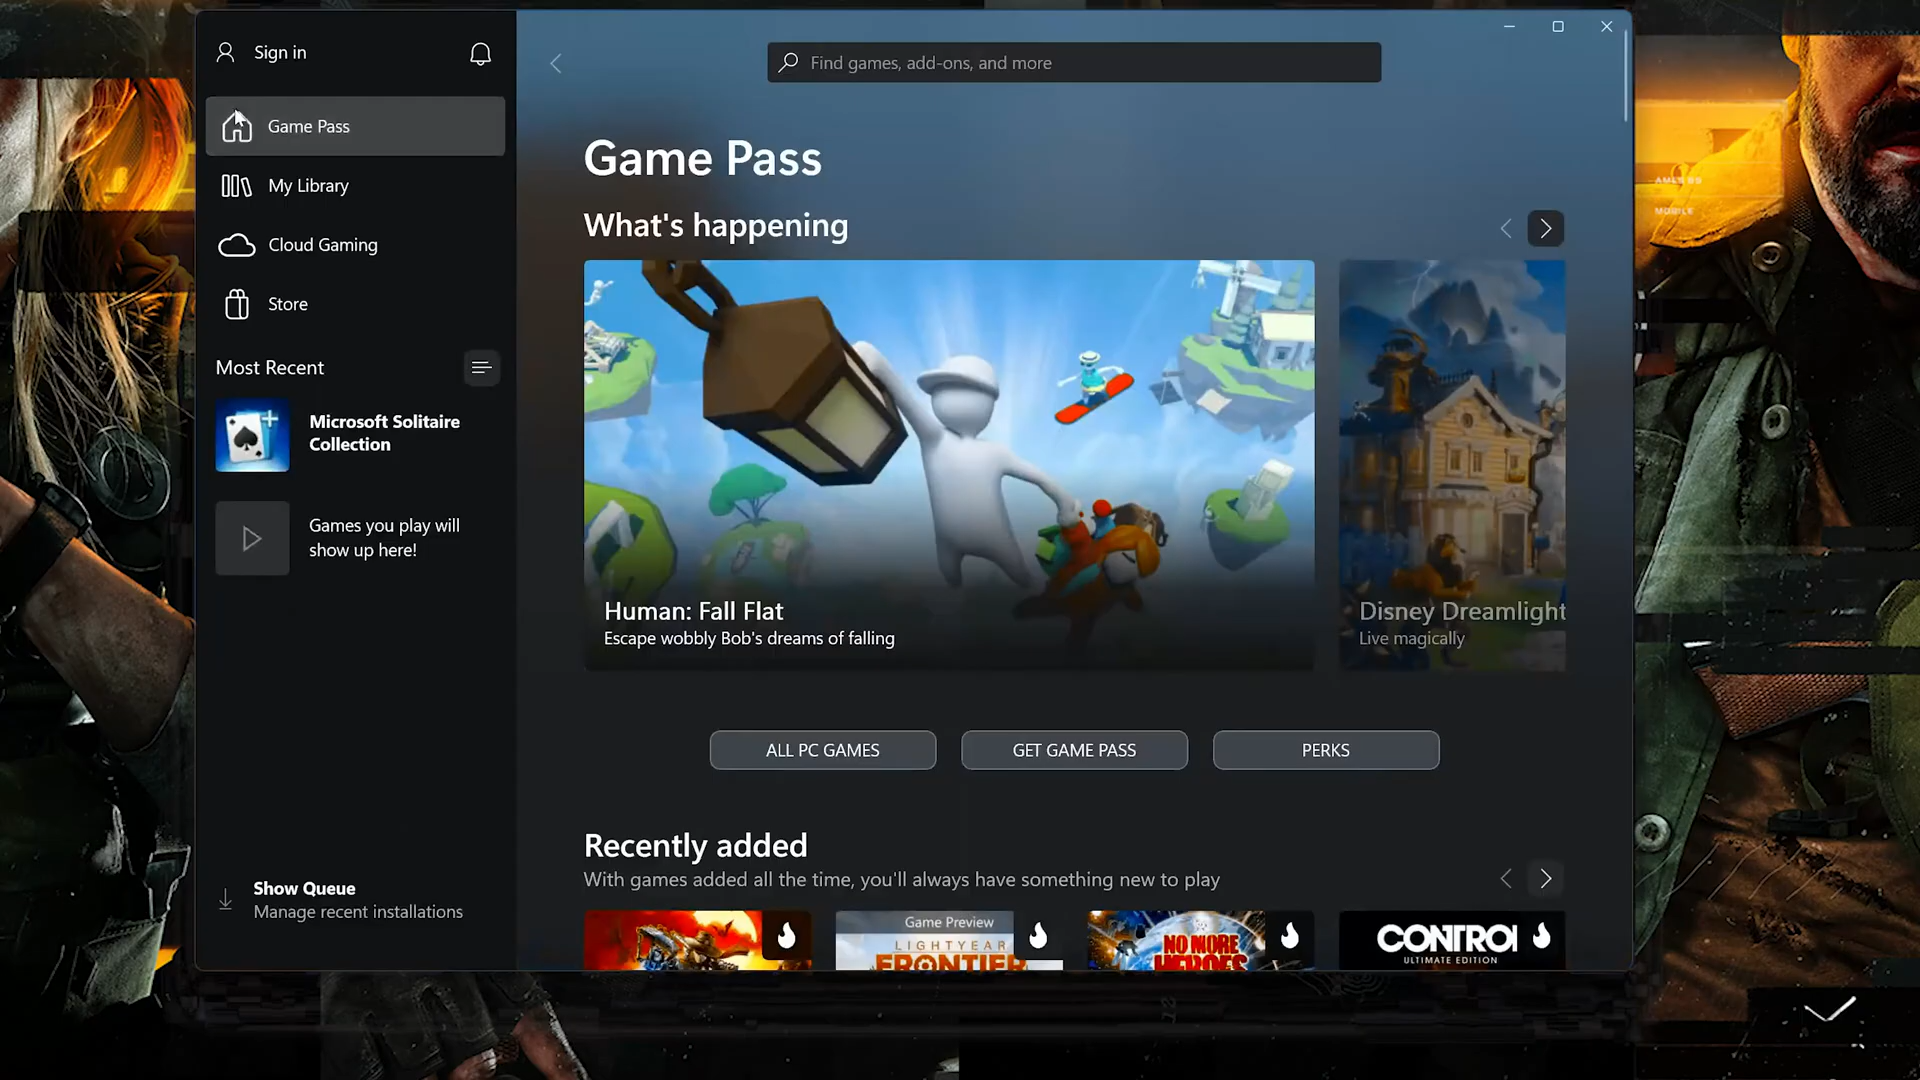 Sign in
Game Pass
My Library
Cloud Gaming
Store
Most Recent
Microsoft Solitaire
Collection
Games you play will
show up here!
Show Queue
Manage recent installations
Find games, add-ons, and more
Game Pass
What's happening
Human: Fall Flat
Escape wobbly Bob's dreams of falling
Disney Dreamlight
Live magically
ALL PC GAMES
GET GAME PASS
PERKS
Recently added
With games added all the time, you'll always have something new to play
Game Preview
LIGHTYEAR
FRONTIER
NO MORE
HEROES
CONTROL
ULTIMATE EDITION
MOBILE